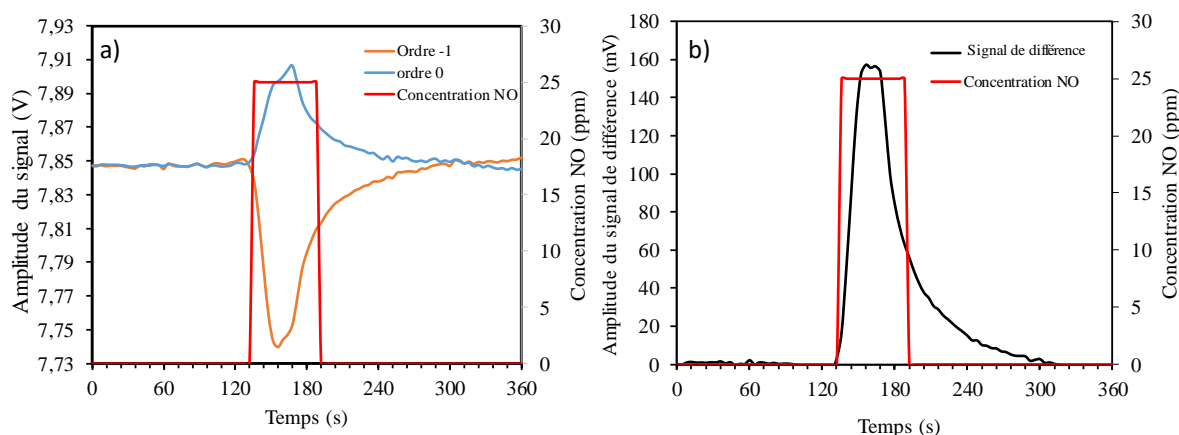 a)
Amplitude du signal (V)
7,93
7,91
7,89
7,87
7,85
7,83
7,81
7,79
7,77
7,75
7,73
Ordre -1
ordre 0
Concentration NO
30
25
20
15
10
5
0
Concentration NO (ppm)
0 60 120 180 240 300 360
Temps (s)
b)
Amplitude du signal de différence (mV)
180
160
140
120
100
80
60
40
20
0
Signal de différence
Concentration NO
30
25
20
15
10
5
0
Concentration NO (ppm)
0 60 120 180 240 300 360
Temps (s)